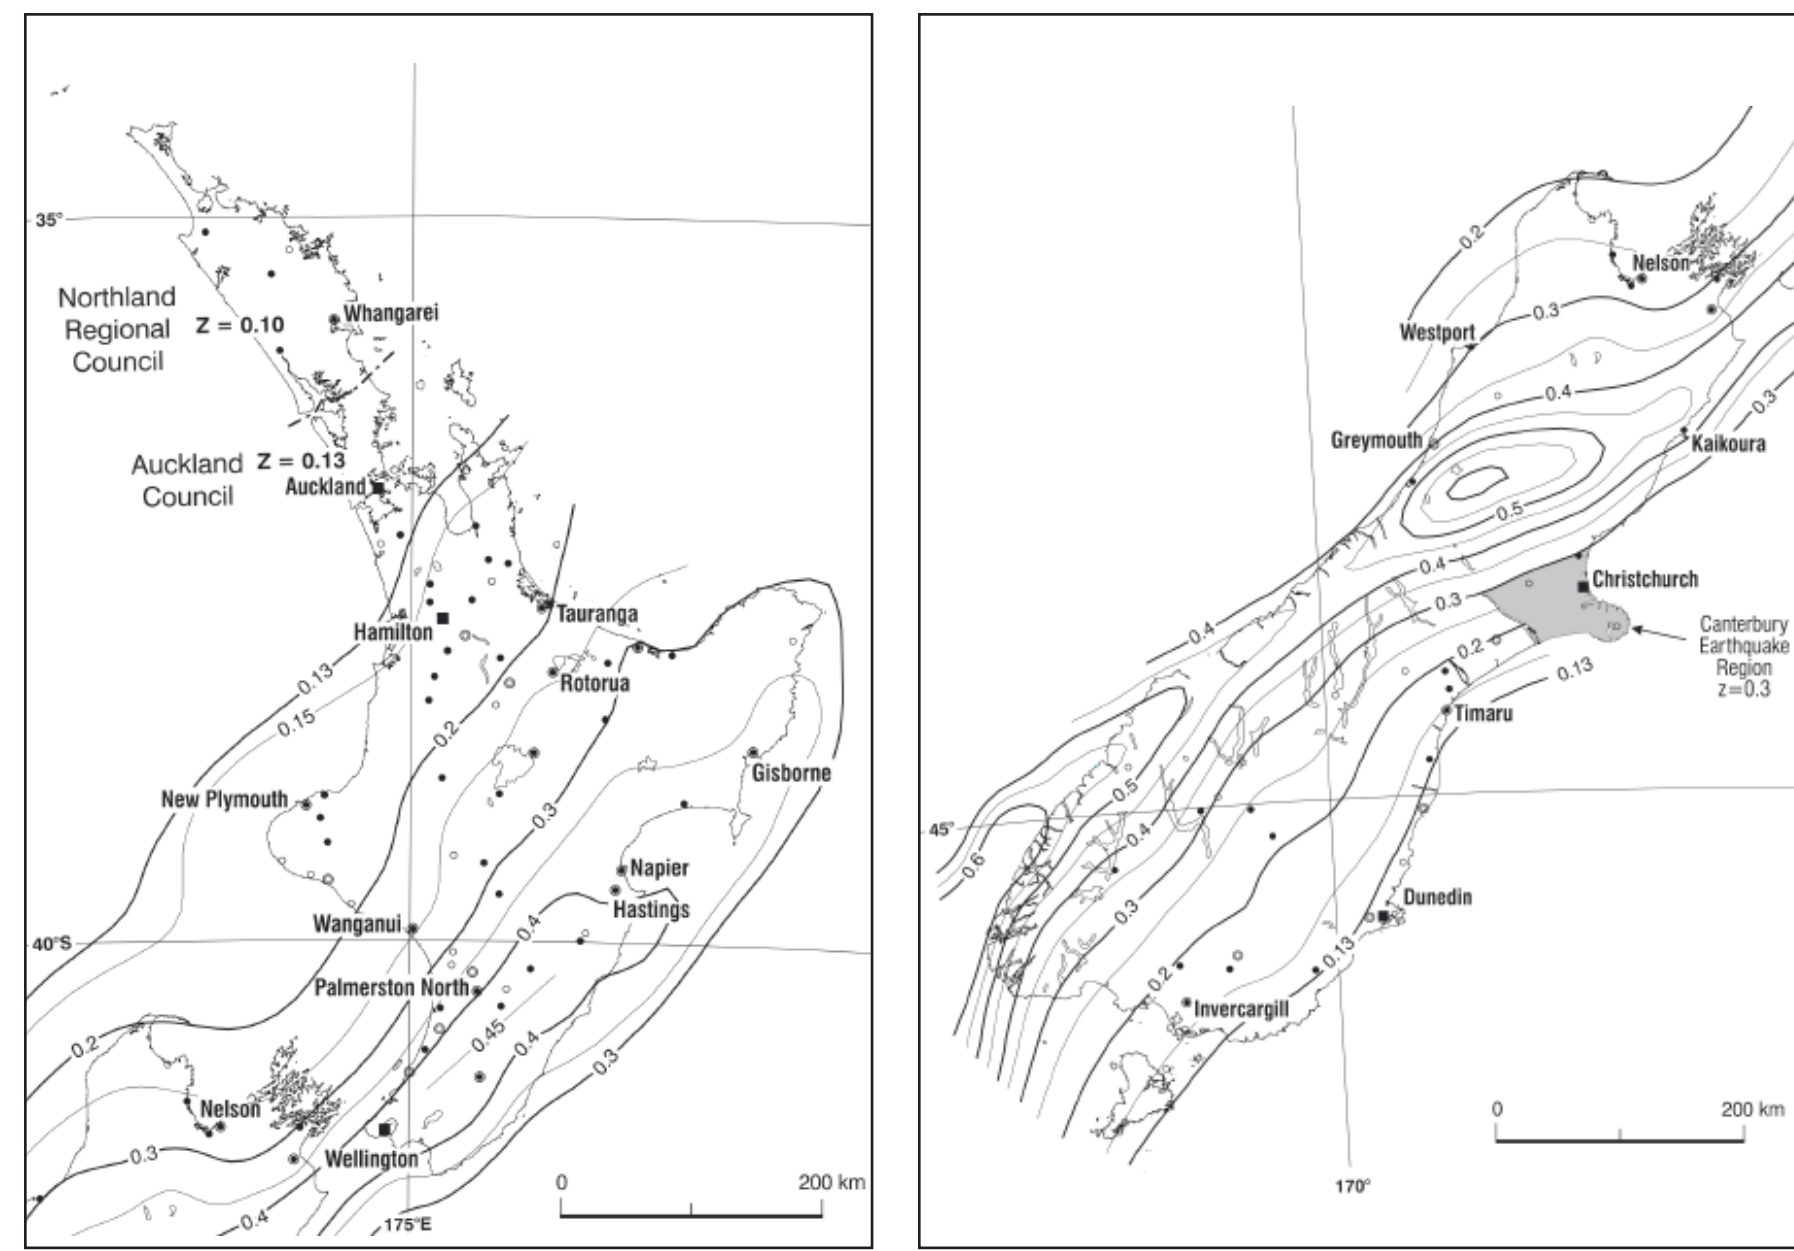 35°
Northland
Regional
Council
Z = 0.10
Whangarei
Auckland
Council
Z = 0.13
Auckland
Tauranga
Hamilton
Rotorua
0.13
0.15
0.2
New Plymouth
Gisborne
0.3
Napier
Hastings
Wanganui
0.4
40°S
Palmerston North
0.45
0.4
0.3
0.2
Nelson
0.3
Wellington
0.4
175°E
0
200 km
0.2
Nelson
0.3
Westport
0.4
0.3
Greymouth
Kaikoura
0.5
0.4
Christchurch
0.3
Canterbury
Earthquake
Region
z=0.3
0.4
0.2
0.13
Timaru
0.5
45°
0.4
0.6
Dunedin
0.3
0.13
0.2
Invercargill
0
200 km
170°